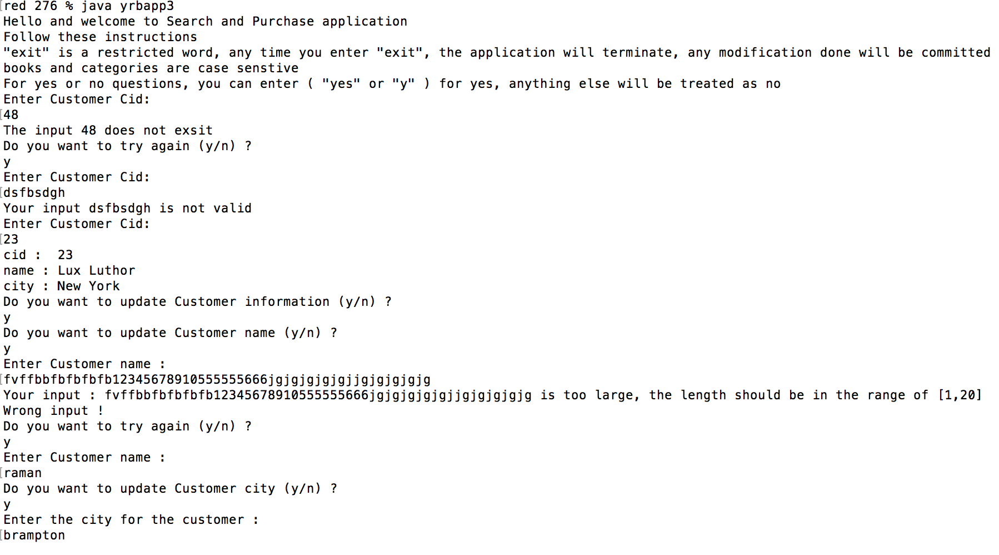 [red 276 % java yrbapp3
Hello and welcome to Search and Purchase application
Follow these instructions
"exit" is a restricted word, any time you enter "exit", the application will terminate, any modification done will be committed
books and categories are case senstive
For yes or no questions, you can enter ( "yes" or "y" ) for yes, anything else will be treated as no
Enter Customer Cid:
[48
The input 48 does not exsit
Do you want to try again (y/n) ?
y
Enter Customer Cid:
[dsfbsdgh
Your input dsfbsdgh is not valid
Enter Customer Cid:
[23
cid :  23
name : Lux Luthor
city : New York
Do you want to update Customer information (y/n) ?
y
Do you want to update Customer name (y/n) ?
y
Enter Customer name :
[fvffbbfbfbfbfb12345678910555555666jgjgjgjgjgjjgjgjgjgjg
Your input : fvffbbfbfbfbfb12345678910555555666jgjgjgjgjgjjgjgjgjgjg is too large, the length should be in the range of [1,20]
Wrong input !
Do you want to try again (y/n) ?
y
Enter Customer name :
[raman
Do you want to update Customer city (y/n) ?
y
Enter the city for the customer :
[brampton